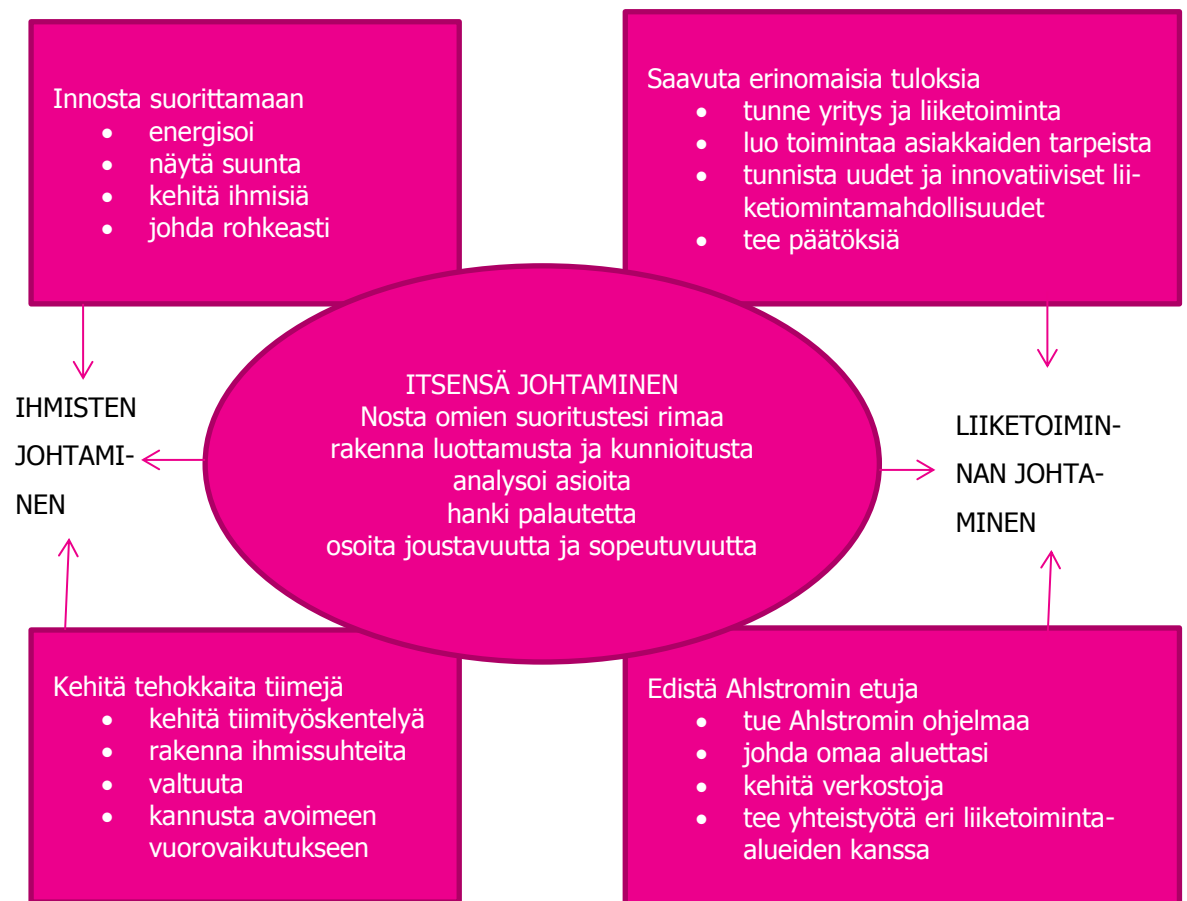 Innosta suorittamaan
• energisoi
• näytä suunta
• kehitä ihmisiä
• johda rohkeasti
Saavuta erinomaisia tuloksia
• tunne yritys ja liiketoiminta
• luo toimintaa asiakkaiden tarpeista
• tunnista uudet ja innovatiiviset lii-
ketiomintamahdollisuudet
• tee päätöksiä
IHMISTEN
JOHTAMI-
NEN
ITSENSÄ JOHTAMINEN
Nosta omien suoritustesi rimaa
rakenna luottamusta ja kunnioitusta
analysoi asioita
hanki palautetta
osoita joustavuutta ja sopeutuvuutta
LIIKETOIMIN-
NAN JOHTA-
MINEN
Kehitä tehokkaita tiimejä
• kehitä tiimityöskentelyä
• rakenna ihmissuhteita
• valtuuta
• kannusta avoimeen
vuorovaikutukseen
Edistä Ahlstromin etuja
• tue Ahlstromin ohjelmaa
• johda omaa aluettasi
• kehitä verkostoja
• tee yhteistyötä eri liiketoiminta-
alueiden kanssa